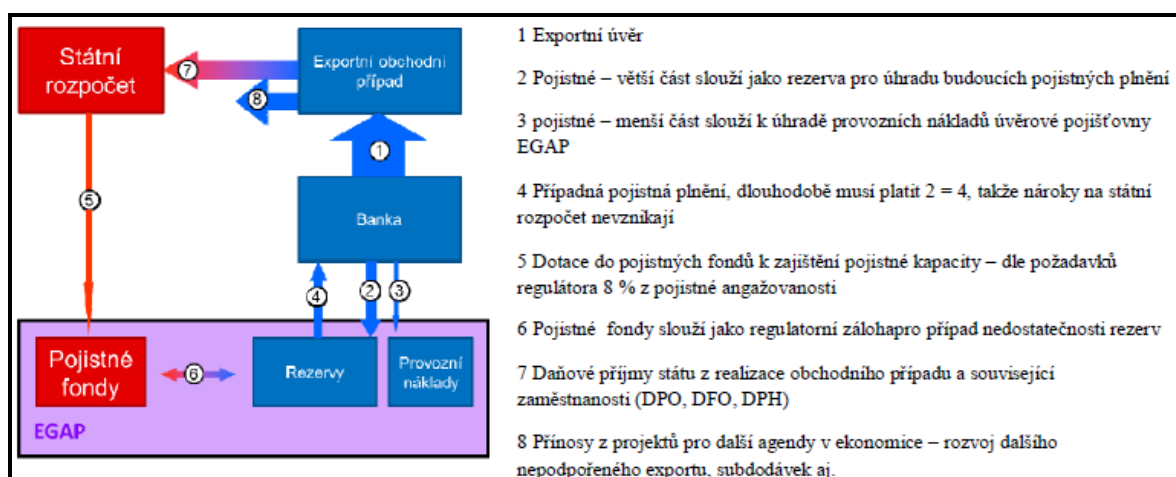 Státní
rozpočet
7
Exportní obchodní
případ
8
1
5
Banka
4
2
3
Pojistné
fondy
6
Rezervy
Provozní
náklady
EGAP
1 Exportní úvěr
2 Pojistné – větší část slouží jako rezerva pro úhradu budoucích pojistných plnění
3 pojistné – menší část slouží k úhradě provozních nákladů úvěrové pojišťovny
EGAP
4 Případná pojistná plnění, dlouhodobě musí platit 2 = 4, takže nároky na státní
rozpočet nevznikají
5 Dotace do pojistných fondů k zajištění pojistné kapacity – dle požadavků
regulátora 8 % z pojistné angažovanosti
6 Pojistné fondy slouží jako regulatorní zálohapro případ nedostatečnosti rezerv
7 Daňové příjmy státu z realizace obchodního případu a související
zaměstnanosti (DPO, DFO, DPH)
8 Přínosy z projektů pro další agendy v ekonomice – rozvoj dalšího
nepodpořeného exportu, subdodávek aj.